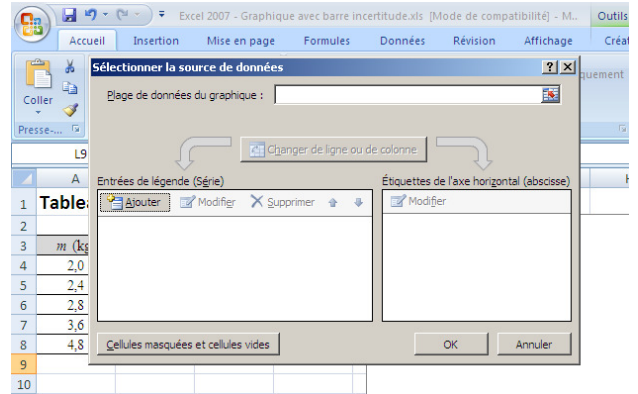 Excel 2007 - Graphique avec barre incertitude.xls [Mode de compatibilité] - M... Outils
Accueil Insertion Mise en page Formules Données Révision Affichage Créat
Sélectionner la source de données
Plage de données du graphique :
quement
Coller
Presse-...
Changer de ligne ou de colonne
L9
Entrées de légende (Série) Étiquettes de l'axe horizontal (abscisse)
Ajouter Modifier Supprimer Modifier
A H
1 Table
2
3 m (kg
4 2,0
5 2,4
6 2,8
7 3,6
8 4,8
Cellules masquées et cellules vides OK Annuler
9
10